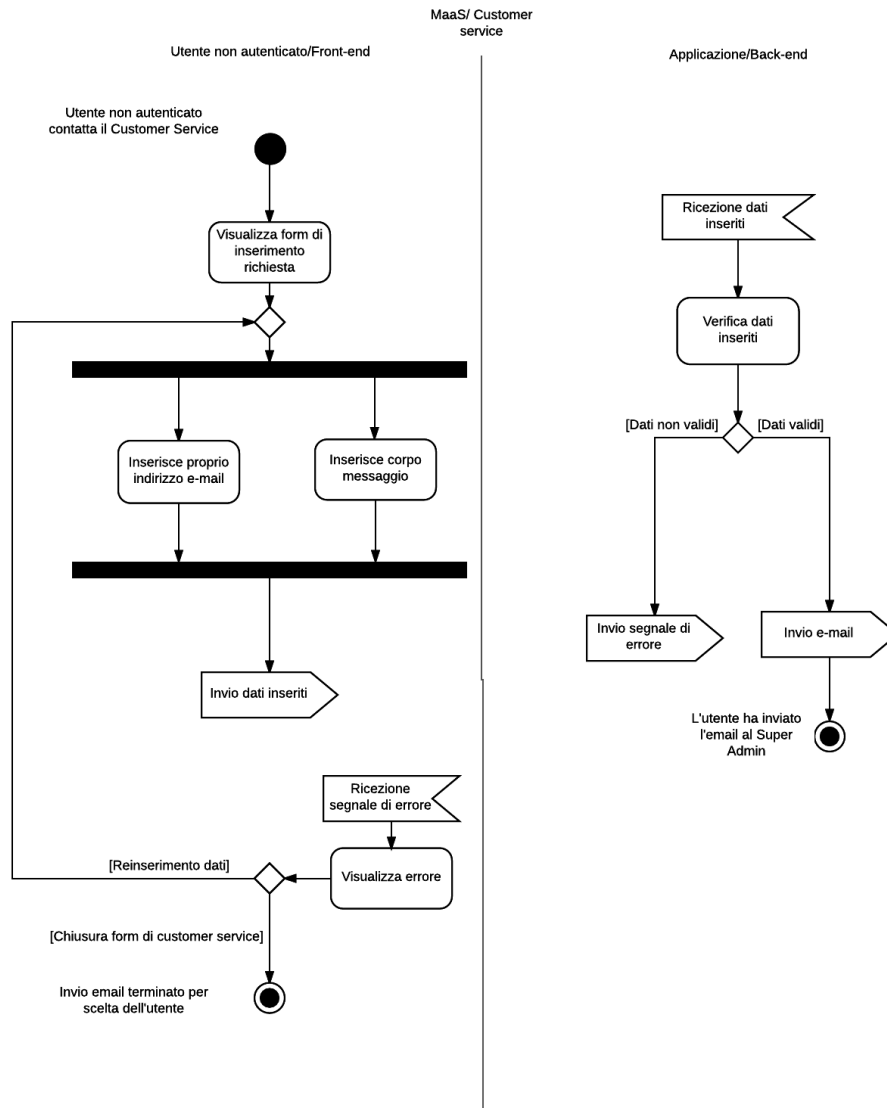 MaaS/ Customer
service
Utente non autenticato/Front-end
Applicazione/Back-end
Utente non autenticato
contatta il Customer Service
Visualizza form di
inserimento
richiesta
Inserisce proprio
indirizzo e-mail
Inserisce corpo
messaggio
Invio dati inseriti
Ricezione
segnale di errore
Visualizza errore
[Reinserimento dati]
[Chiusura form di customer service]
Invio email terminato per
scelta dell'utente
Ricezione dati
inseriti
Verifica dati
inseriti
[Dati non validi]
[Dati validi]
Invio segnale di
errore
Invio e-mail
L'utente ha inviato
l'email al Super
Admin